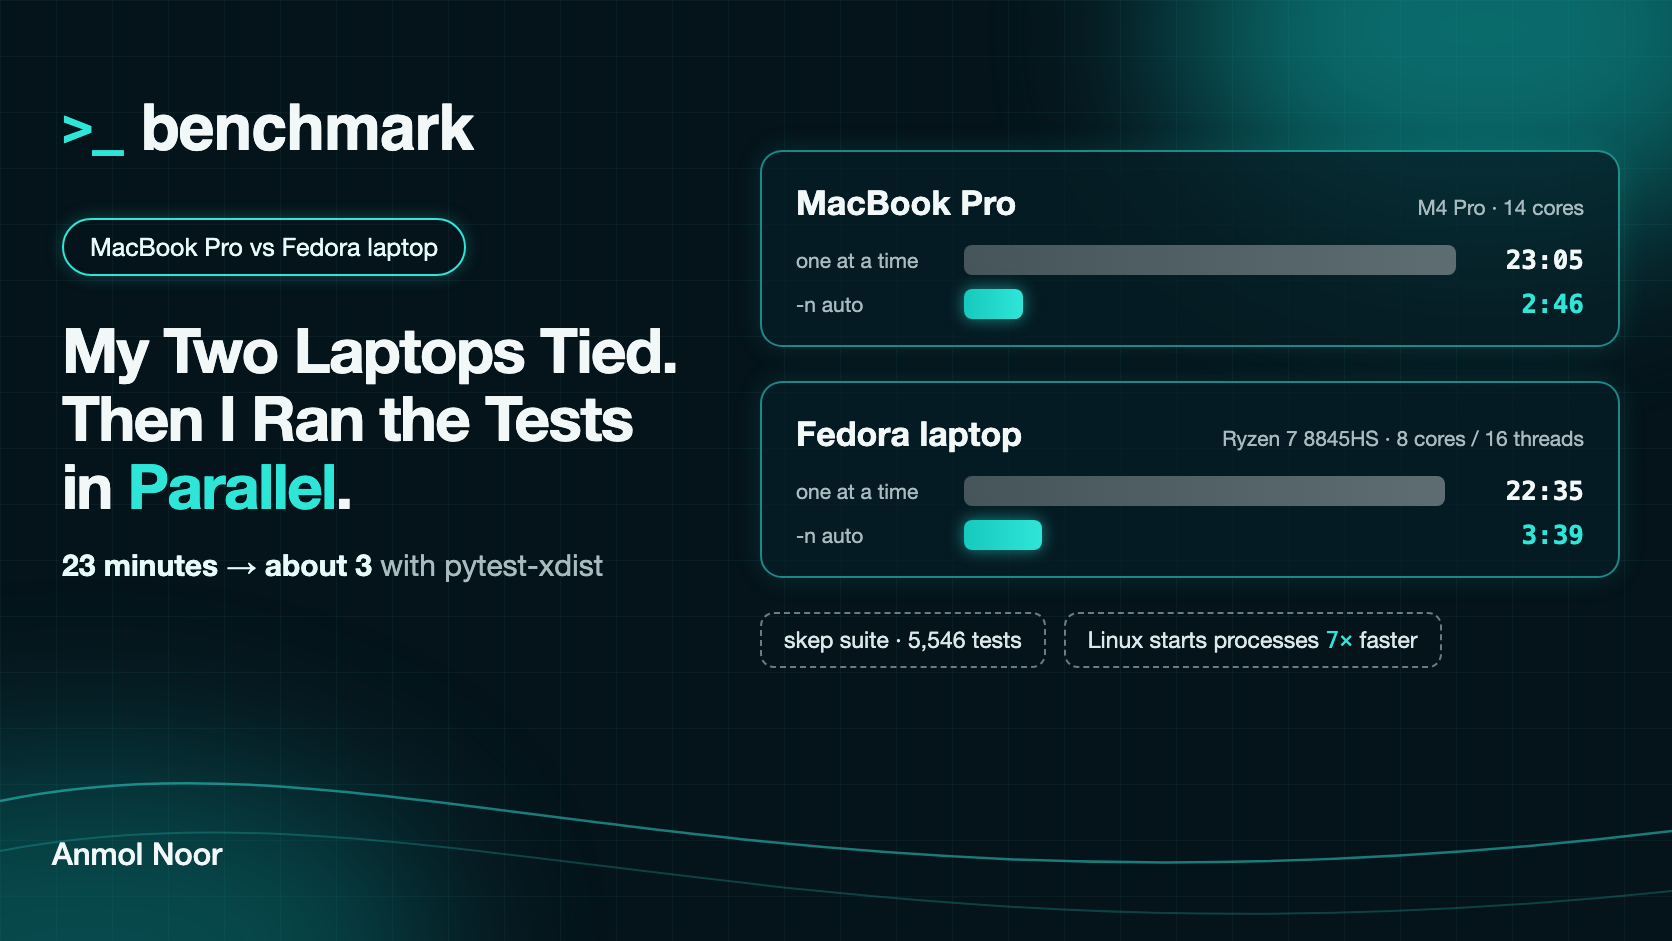 >_ benchmark
MacBook Pro vs Fedora laptop
My Two Laptops Tied.
Then I Ran the Tests
in Parallel.
23 minutes → about 3 with pytest-xdist
MacBook Pro M4 Pro · 14 cores
one at a time 23:05
-n auto 2:46
Fedora laptop Ryzen 7 8845HS · 8 cores / 16 threads
one at a time 22:35
-n auto 3:39
skep suite · 5,546 tests Linux starts processes 7× faster
Anmol Noor